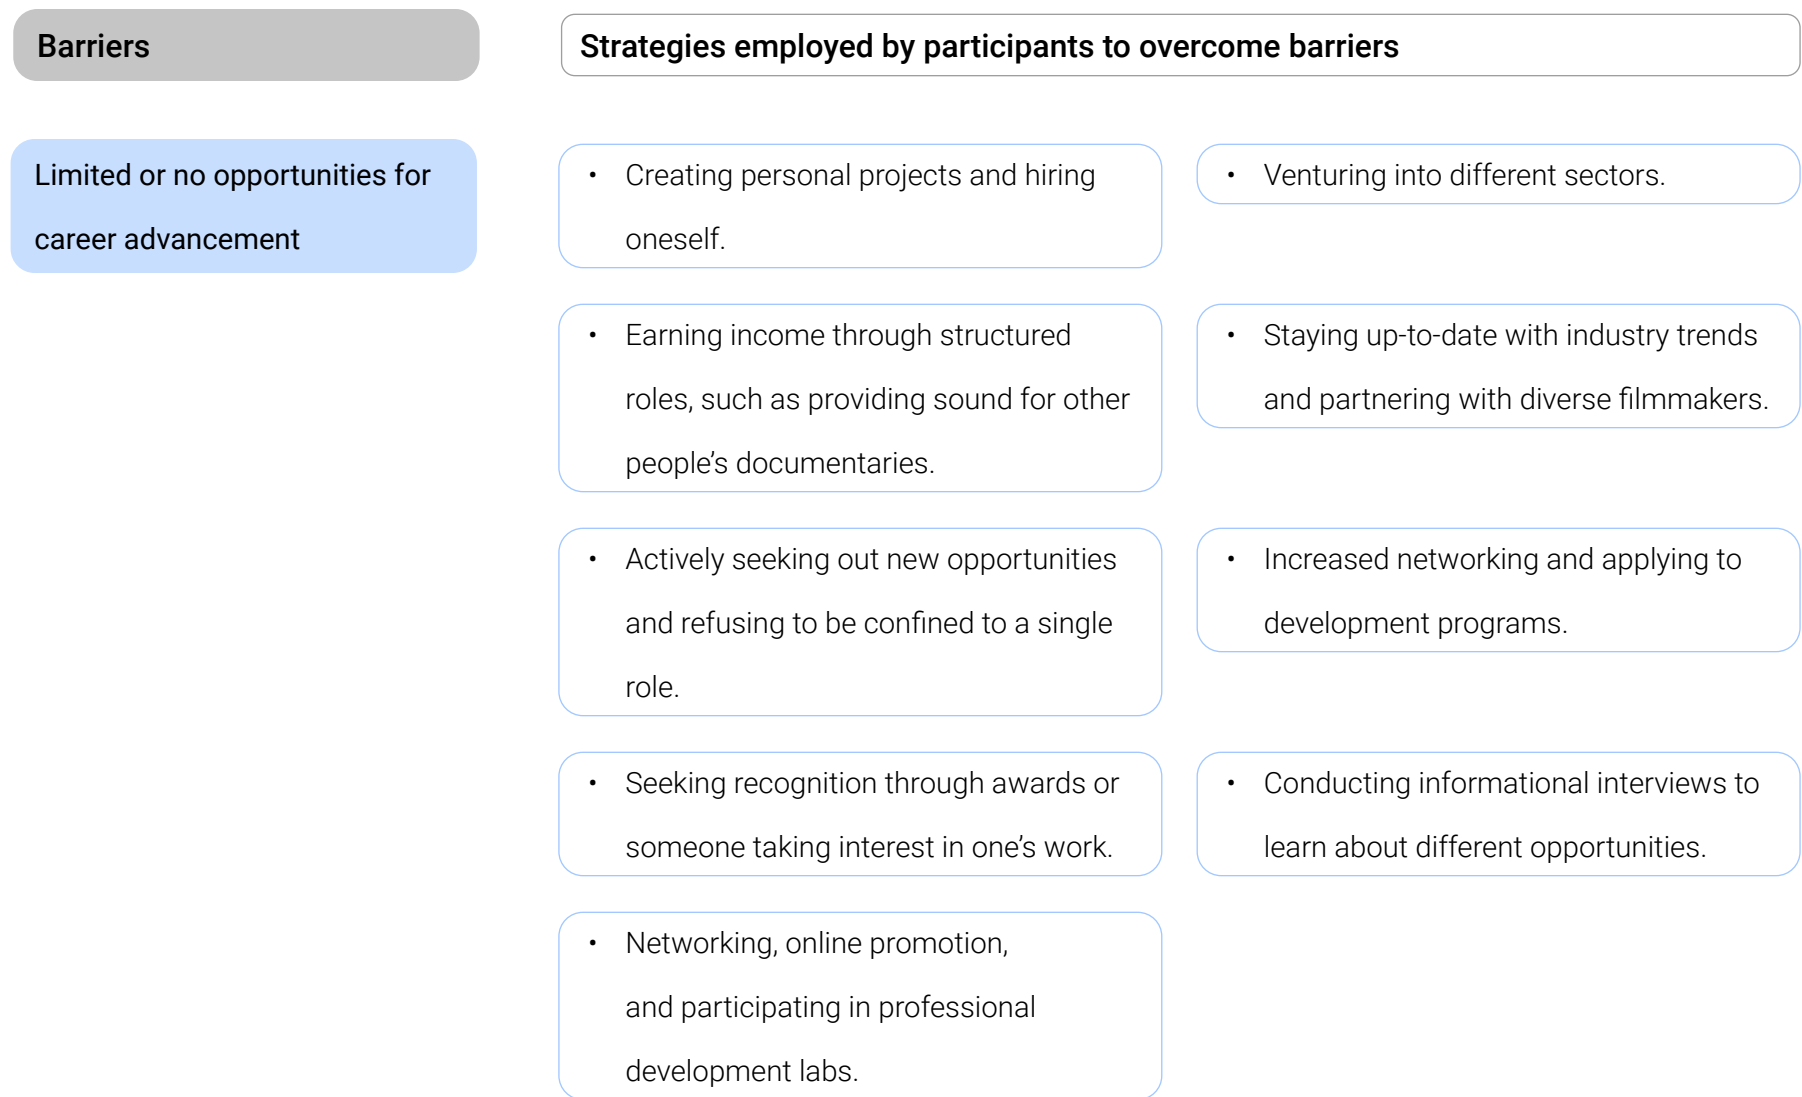 Barriers
Strategies employed by participants to overcome barriers
Limited or no opportunities for
career advancement
• Creating personal projects and hiring
oneself.
• Venturing into different sectors.
• Earning income through structured
roles, such as providing sound for other
people’s documentaries.
• Staying up-to-date with industry trends
and partnering with diverse filmmakers.
• Actively seeking out new opportunities
and refusing to be confined to a single
role.
• Increased networking and applying to
development programs.
• Seeking recognition through awards or
someone taking interest in one’s work.
• Conducting informational interviews to
learn about different opportunities.
• Networking, online promotion,
and participating in professional
development labs.